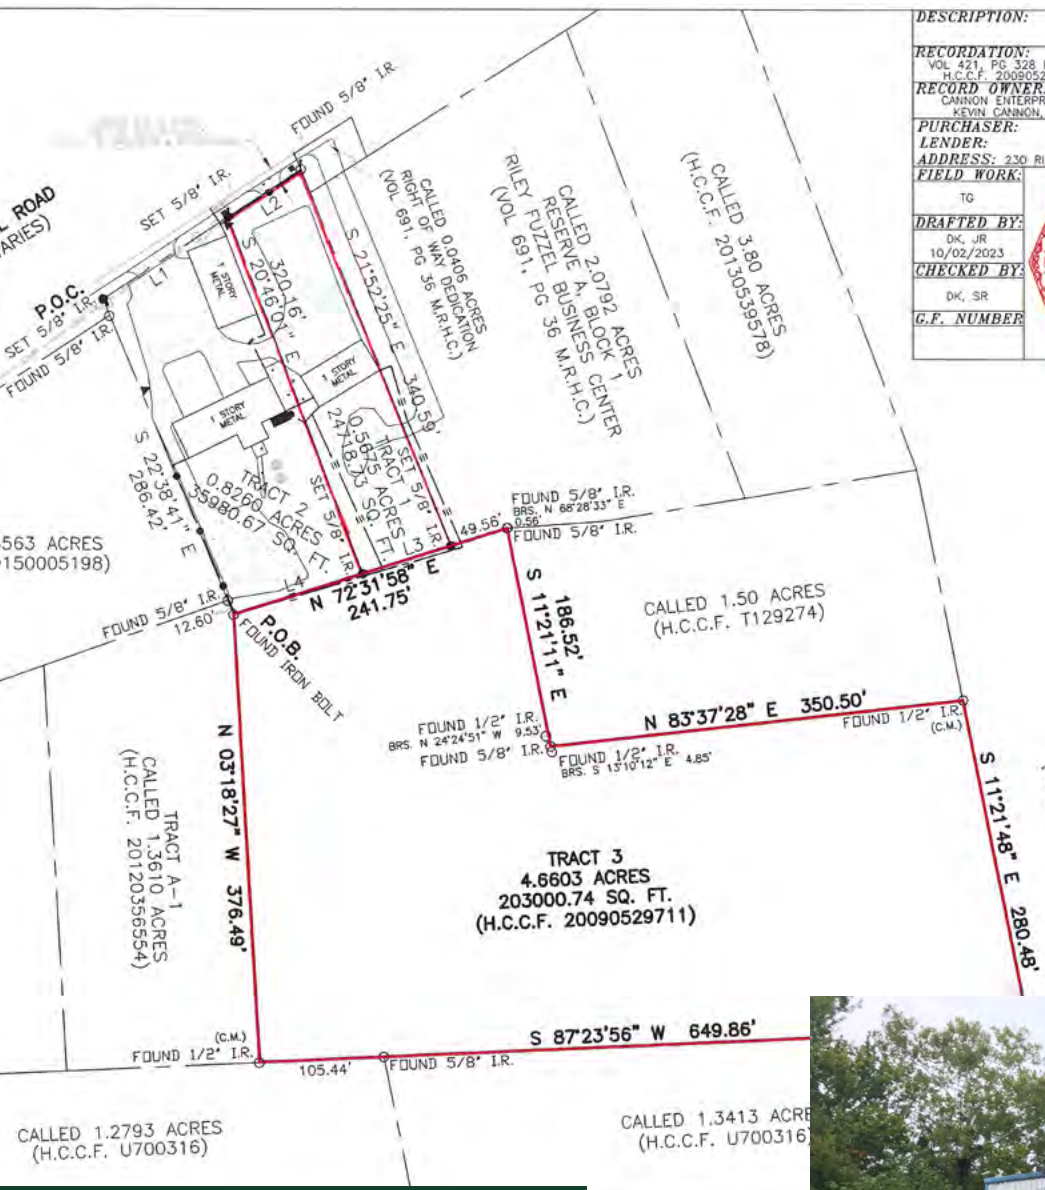 DESCRIPTION:
RECORDATION:
VOL 421, PG 328
H.C.C.F. 2009052
RECORD OWNER:
CANNON ENTERPR
KEVIN CANNON,
PURCHASER:
LENDER:
ADDRESS: 230 RI
FIELD WORK:
TG
DRAFTED BY:
DK, JR
10/02/2023
CHECKED BY:
DK, SR
G.F. NUMBER
L ROAD
VARIES)
FOUND 5/8" I.R.
SET 5/8" I.R.
L2
L1
P.O.C.
SET 5/8" I.R.
FOUND 5/8" I.R.
1 STORY
METAL
S 20°46'01" E
320.16'
S 21°52'25" E 340.59'
CALLED 0.0406 ACRES
RIGHT OF WAY DEDICATION
(VOL 691, PG 36 M.R.H.C.)
CALLED 2.0792 ACRES
RESERVE A, BLOCK 1
RILEY FUZZEL BUSINESS CENTER
(VOL 691, PG 36 M.R.H.C.)
CALLED 3.80 ACRES
(H.C.C.F. 20130539578)
1 STORY
METAL
1 STORY
METAL
S 22°38'41" E
286.42'
TRACT 2
0.8260 ACRES
35980.67 SQ. FT.
TRACT 1
0.5675 ACRES
24718.73 SQ. FT.
SET 5/8" I.R.
SET 5/8" I.R.
L3
L4
49.56'
FOUND 5/8" I.R.
BRS. N 68°28'33" E
0.56'
FOUND 5/8" I.R.
N 72°31'58" E
241.75'
563 ACRES
150005198)
FOUND 5/8" I.R.
12.60'
P.O.B.
FOUND IRON BOLT
S 11°21'11" E
186.52'
CALLED 1.50 ACRES
(H.C.C.F. T129274)
N 83°37'28" E 350.50'
FOUND 1/2" I.R.
(C.M.)
FOUND 1/2" I.R.
BRS. N 24°24'51" W 9.53'
FOUND 5/8" I.R.
FOUND 1/2" I.R.
BRS. S 13°10'12" E 4.85'
N 03°18'27" W 376.49'
TRACT A-1
CALLED 1.3610 ACRES
(H.C.C.F. 20120356554)
TRACT 3
4.6603 ACRES
203000.74 SQ. FT.
(H.C.C.F. 20090529711)
S 11°21'48" E 280.48'
S 87°23'56" W 649.86'
(C.M.)
FOUND 1/2" I.R.
105.44'
FOUND 5/8" I.R.
CALLED 1.2793 ACRES
(H.C.C.F. U700316)
CALLED 1.3413 ACRE
(H.C.C.F. U700316)